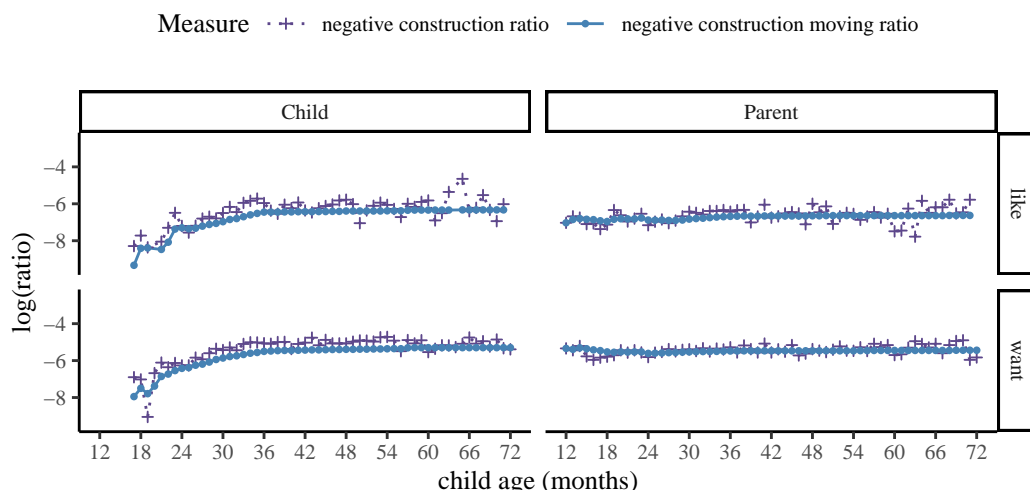 Measure negative construction ratio negative construction moving ratio
Child Parent
−4
−6
−8
like
−4
−6
−8
want
log(ratio)
12 18 24 30 36 42 48 54 60 66 72 12 18 24 30 36 42 48 54 60 66 72
child age (months)